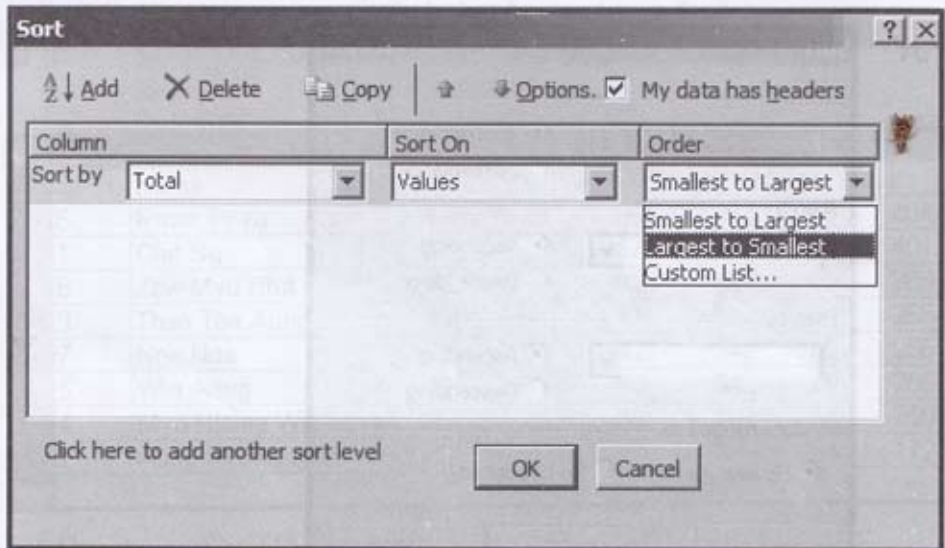 Sort ? ×
A Z Add Delete Copy Options. My data has headers
Column Sort On Order
Sort by Total Values Smallest to Largest
Smallest to Largest
Largest to Smallest
Custom List...
Click here to add another sort level
OK Cancel